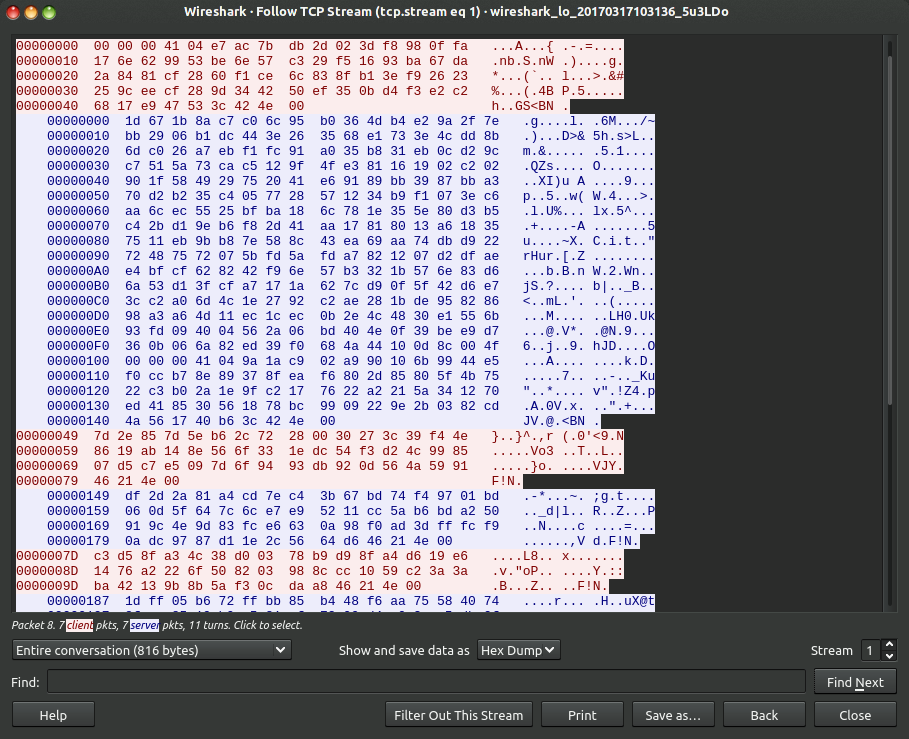 Wireshark · Follow TCP Stream (tcp.stream eq 1) · wireshark_lo_20170317103136_5u3LDo
00000000  00 00 00 41 04 e7 ac 7b  db 2d 02 3d f8 98 0f fa   ...A...{ .-.=....
00000010  17 6e 62 99 53 be 6e 57  c3 29 f5 16 93 ba 67 da   .nb.S.nW .)....g.
00000020  2a 84 81 cf 28 60 f1 ce  6c 83 8f b1 3e f9 26 23   *...(`.. l...>.&#
00000030  25 9c ee cf 28 9d 34 42  50 ef 35 0b d4 f3 e2 c2   %...(.4B P.5.....
00000040  68 17 e9 47 53 3c 42 4e  00                        h..GS<BN .
00000000  1d 67 1b 8a c7 c0 6c 95  b0 36 4d b4 e2 9a 2f 7e   .g....l. .6M.../~
00000010  bb 29 06 b1 dc 44 3e 26  35 68 e1 73 3e 4c dd 8b   .)...D>& 5h.s>L..
00000020  6d c0 26 a7 eb f1 fc 91  a0 35 b8 31 eb 0c d2 9c   m.&..... .5.1....
00000030  c7 51 5a 73 ca c5 12 9f  4f e3 81 16 19 02 c2 02   .QZs.... O.......
00000040  90 1f 58 49 29 75 20 41  e6 91 89 bb 39 87 bb a3   ..XI)u A ....9...
00000050  70 d2 b2 35 c4 05 77 28  57 12 34 b9 f1 07 3e c6   p..5..w( W.4...>.
00000060  aa 6c ec 55 25 bf ba 18  6c 78 1e 35 5e 80 d3 b5   .l.U%... lx.5^...
00000070  c4 2b d1 9e b6 f8 2d 41  aa 17 81 80 13 a6 18 35   .+....-A .......5
00000080  75 11 eb 9b b8 7e 58 8c  43 ea 69 aa 74 db d9 22   u....~X. C.i.t.."
00000090  72 48 75 72 07 5b fd 5a  fd a7 82 12 07 d2 df ae   rHur.[.Z ........
000000A0  e4 bf cf 62 82 42 f9 6e  57 b3 32 1b 57 6e 83 d6   ...b.B.n W.2.Wn..
000000B0  6a 53 d1 3f cf a7 17 1a  62 7c d9 0f 5f 42 d6 e7   jS.?.... b|.._B..
000000C0  3c c2 a0 6d 4c 1e 27 92  c2 ae 28 1b de 95 82 86   <..mL.'. ..(.....
000000D0  98 a3 a6 4d 11 ec 1c ec  0b 2e 4c 48 30 e1 55 6b   ...M.... ..LH0.Uk
000000E0  93 fd 09 40 04 56 2a 06  bd 40 4e 0f 39 be e9 d7   ...@.V*. .@N.9...
000000F0  36 0b 06 6a 82 ed 39 f0  68 4a 44 10 0d 8c 00 4f   6..j..9. hJD....O
00000100  00 00 00 41 04 9a 1a c9  02 a9 90 10 6b 99 44 e5   ...A.... ....k.D.
00000110  f0 cc b7 8e 89 37 8f ea  f6 80 2d 85 80 5f 4b 75   .....7.. ..-.._Ku
00000120  22 c3 b0 2a 1e 9f c2 17  76 22 a2 21 5a 34 12 70   "..*.... v".!Z4.p
00000130  ed 41 85 30 56 18 78 bc  99 09 22 9e 2b 03 82 cd   .A.0V.x. ..".+...
00000140  4a 56 17 40 b6 3c 42 4e  00                        JV.@.<BN .
00000049  7d 2e 85 7d 5e b6 2c 72  28 00 30 27 3c 39 f4 4e   }..}^.,r (.0'<9.N
00000059  86 19 ab 14 8e 56 6f 33  1e dc 54 f3 d2 4c 99 85   .....Vo3 ..T..L..
00000069  07 d5 c7 e5 09 7d 6f 94  93 db 92 0d 56 4a 59 91   .....}o. ....VJY.
00000079  46 21 4e 00                                        F!N.
00000149  df 2d 2a 81 a4 cd 7e c4  3b 67 bd 74 f4 97 01 bd   .-*...~. ;g.t....
00000159  06 0d 5f 64 7c 6c e7 e9  52 11 cc 5a b6 bd a2 50   .._d|l.. R..Z...P
00000169  91 9c 4e 9d 83 fc e6 63  0a 98 f0 ad 3d ff fc f9   ..N....c ....=...
00000179  0a dc 97 87 d1 1e 2c 56  64 d6 46 21 4e 00         ......,V d.F!N.
0000007D  c3 d5 8f a3 4c 38 d0 03  78 b9 d9 8f a4 d6 19 e6   ....L8.. x.......
0000008D  14 76 a2 22 6f 50 82 03  98 8c cc 10 59 c2 3a 3a   .v."oP.. ....Y.::
0000009D  ba 42 13 9b 8b 5a f3 0c  da a8 46 21 4e 00         .B...Z.. ..F!N.
00000187  1d ff 05 b6 72 ff bb 85  b4 48 f6 aa 75 58 40 74   ....r... .H..uX@t
Packet 8. 7 client pkts, 7 server pkts, 11 turns. Click to select.
Entire conversation (816 bytes) Show and save data as Hex Dump Stream 1
Find: Find Next
Help Filter Out This Stream Print Save as… Back Close